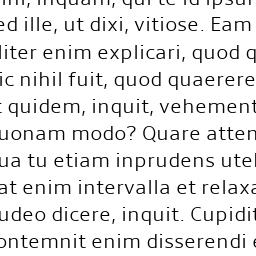 ed ille, ut dixi, vitiose. Eam
liter enim explicari, quod q
ic nihil fuit, quod quaerere
quidem, inquit, vehement
uonam modo? Quare atten
ua tu etiam inprudens utel
at enim intervalla et relaxa
udeo dicere, inquit. Cupidit
ontemnit enim disserendi e